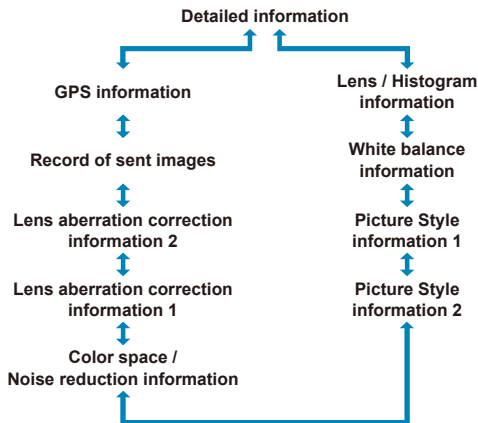 Detailed information
GPS information
Lens / Histogram
information
Record of sent images
White balance
information
Lens aberration correction
information 2
Picture Style
information 1
Lens aberration correction
information 1
Picture Style
information 2
Color space /
Noise reduction information